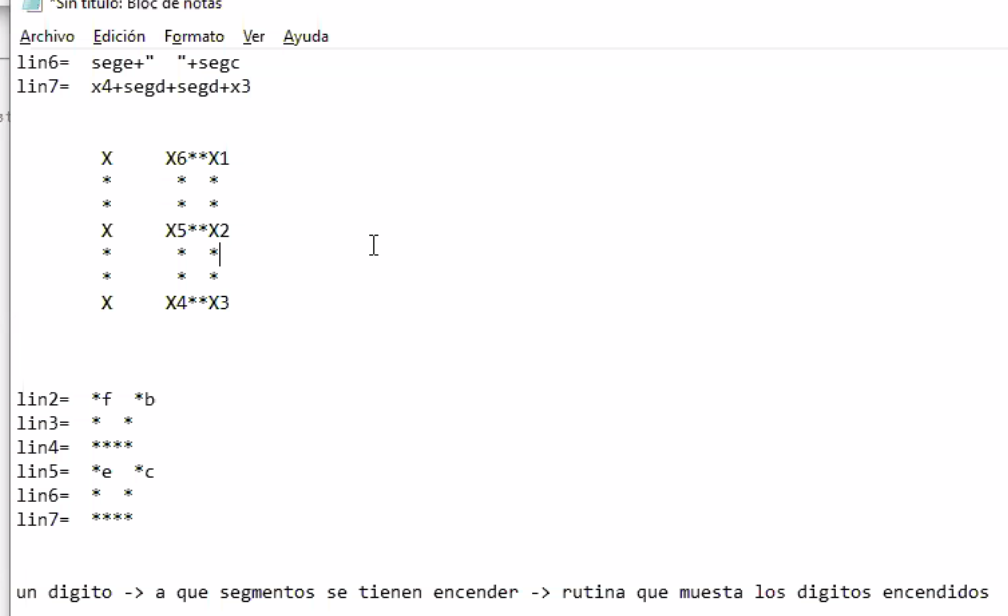 *Sin título: Bloc de notas
Archivo Edición Formato Ver Ayuda
lin6=  sege+"  "+segc
lin7=  x4+segd+segd+x3
X     X6**X1
*      *  *
*      *  *
X     X5**X2
*      *  *
*      *  *
X     X4**X3
lin2=  *f  *b
lin3=  *  *
lin4=  ****
lin5=  *e  *c
lin6=  *  *
lin7=  ****
un digito -> a que segmentos se tienen encender -> rutina que muesta los digitos encendidos